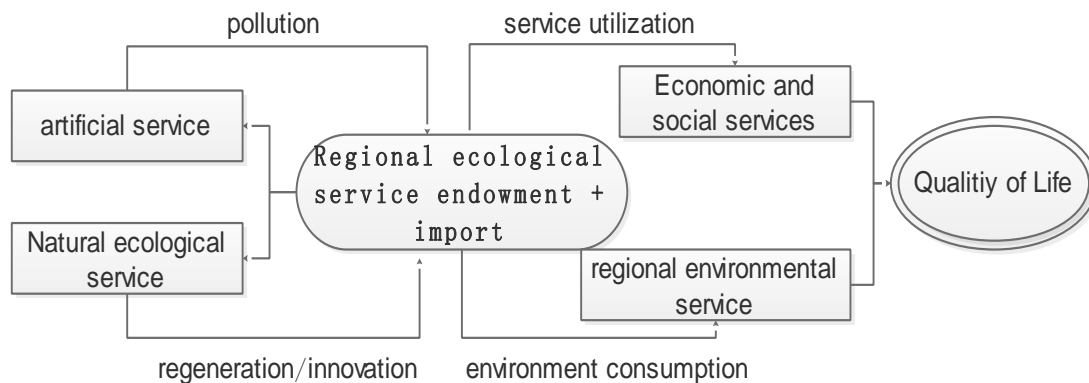 pollution
service utilization
artificial service
Economic and
social services
Regional ecological
service endowment +
import
Qualitiy of Life
Natural ecological
service
regional environmental
service
regeneration/innovation
environment consumption